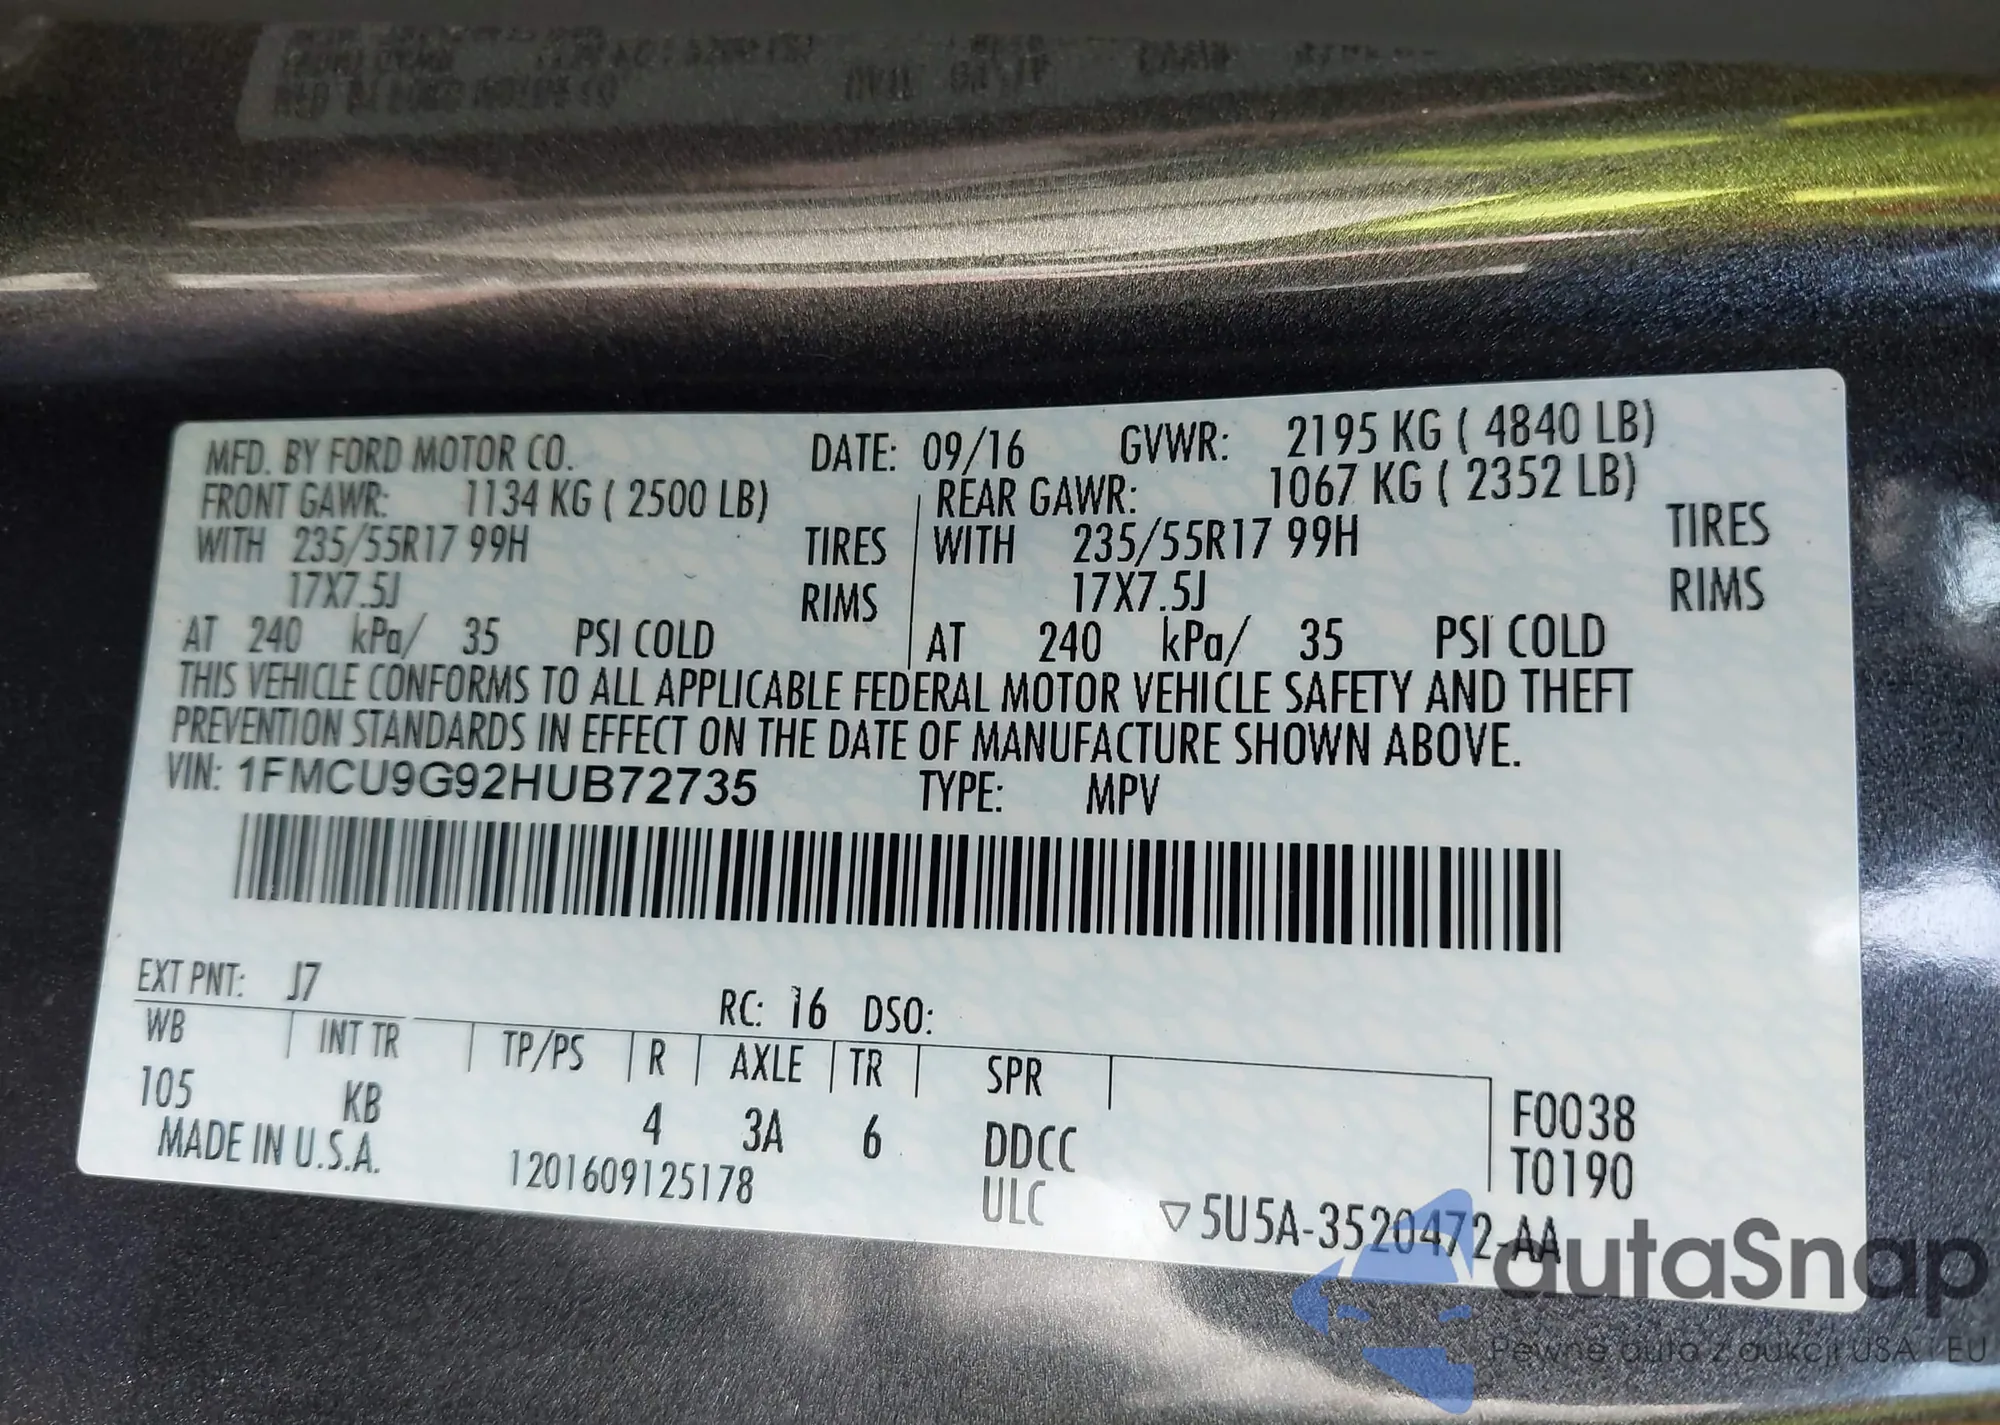 MFD. BY FORD MOTOR CO. DATE: 09/16 GVWR: 2195 KG ( 4840 LB)
FRONT GAWR: 1134 KG ( 2500 LB) REAR GAWR: 1067 KG ( 2352 LB)
WITH 235/55R17 99H TIRES WITH 235/55R17 99H TIRES
17X7.5J RIMS 17X7.5J RIMS
AT 240 kPa/ 35 PSI COLD AT 240 kPa/ 35 PSI COLD
THIS VEHICLE CONFORMS TO ALL APPLICABLE FEDERAL MOTOR VEHICLE SAFETY AND THEFT
PREVENTION STANDARDS IN EFFECT ON THE DATE OF MANUFACTURE SHOWN ABOVE.
VIN: 1FMCU9G92HUB72735 TYPE: MPV
EXT PNT: J7 RC: 16 DSO:
WB INT TR TP/PS R AXLE TR SPR
105 KB 4 3A 6 DDCC F0038
MADE IN U.S.A. 1201609125178 ULC T0190
▽5U5A-3520472-AA
autaSnap
Pewne auta z aukcji USA i EU